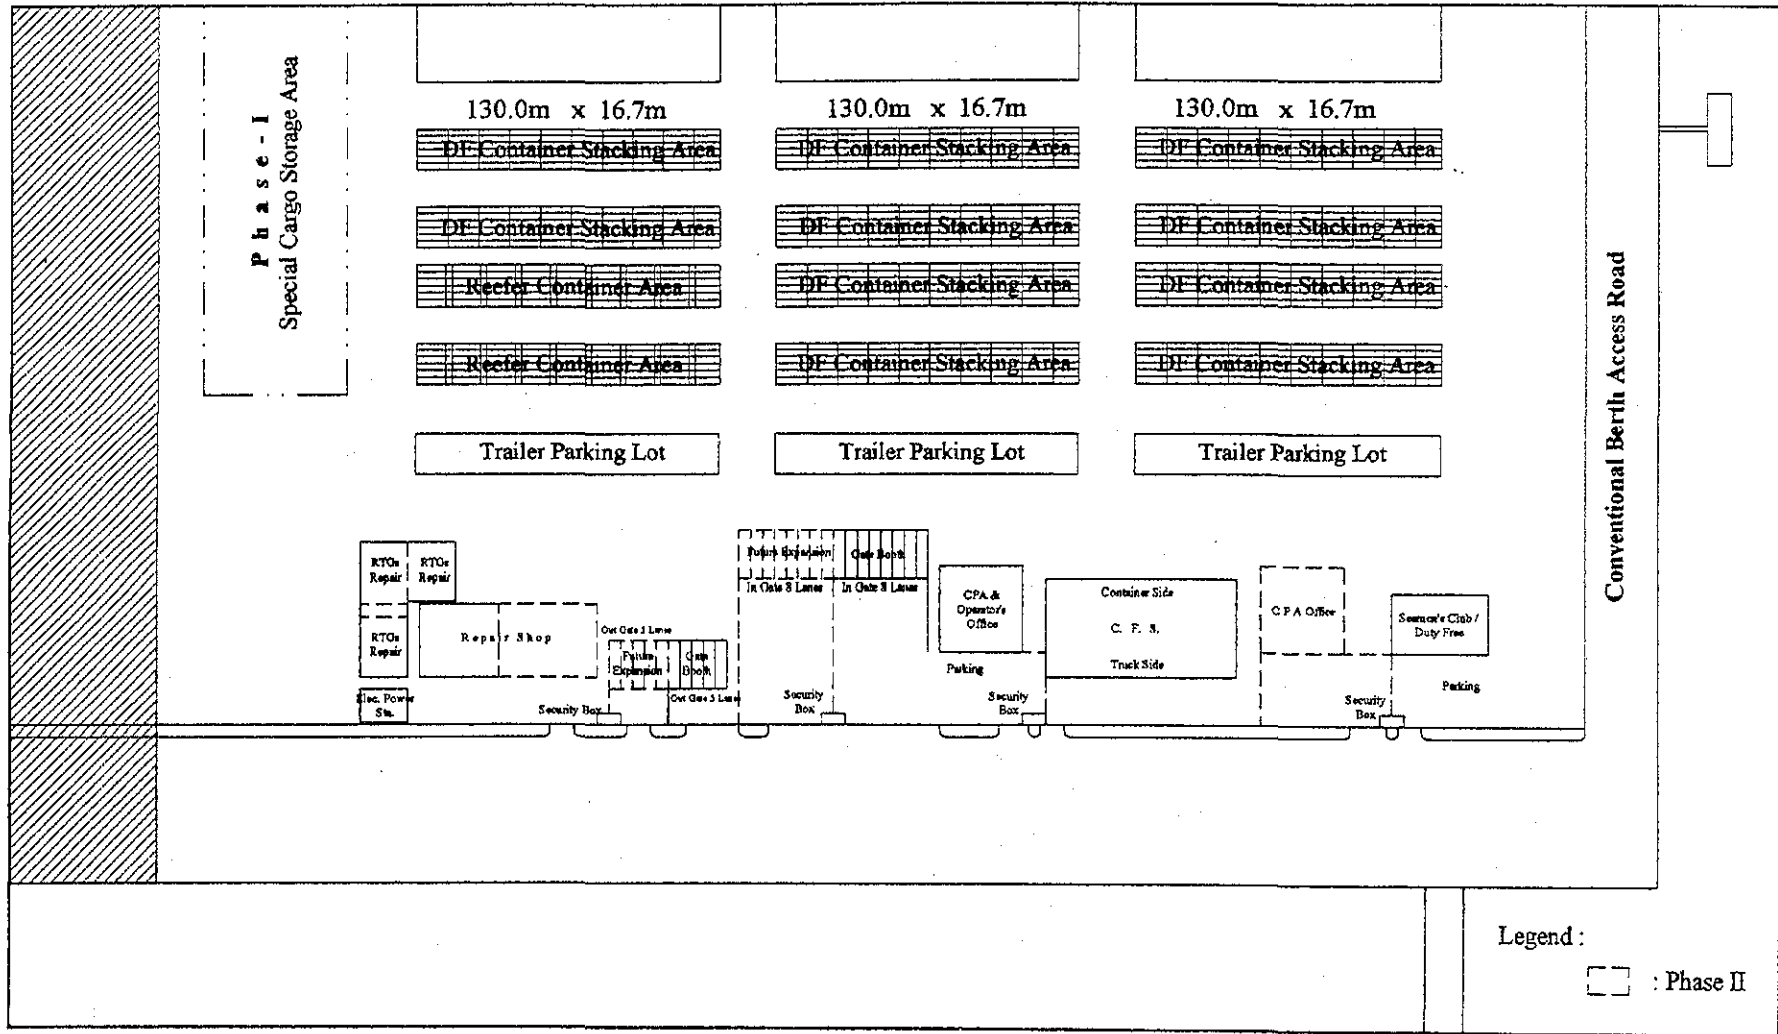 Phase-I
Special Cargo Storage Area
130.0m x 16.7m
130.0m x 16.7m
130.0m x 16.7m
DF Container Stacking Area
DF Container Stacking Area
DF Container Stacking Area
DF Container Stacking Area
DF Container Stacking Area
DF Container Stacking Area
Reefer Container Area
DF Container Stacking Area
DF Container Stacking Area
Reefer Container Area
DF Container Stacking Area
DF Container Stacking Area
Trailer Parking Lot
Trailer Parking Lot
Trailer Parking Lot
Conventional Berth Access Road
RTGs
Repair
RTGs
Repair
RTGs
Repair
Repair Shop
Elec. Power
Sta.
Out Gate 5 Lanes
Future
Expansion
Gate
Booth
Out Gate 5 Lanes
Security Box
Future Expansion
Gate Booth
In Gate 8 Lanes
In Gate 8 Lanes
Security
Box
CPA &
Operator's
Office
Parking
Security
Box
Container Side
C. F. S.
Truck Side
CPA Office
Seamen's Club /
Duty Free
Parking
Security
Box
Legend :
: Phase II